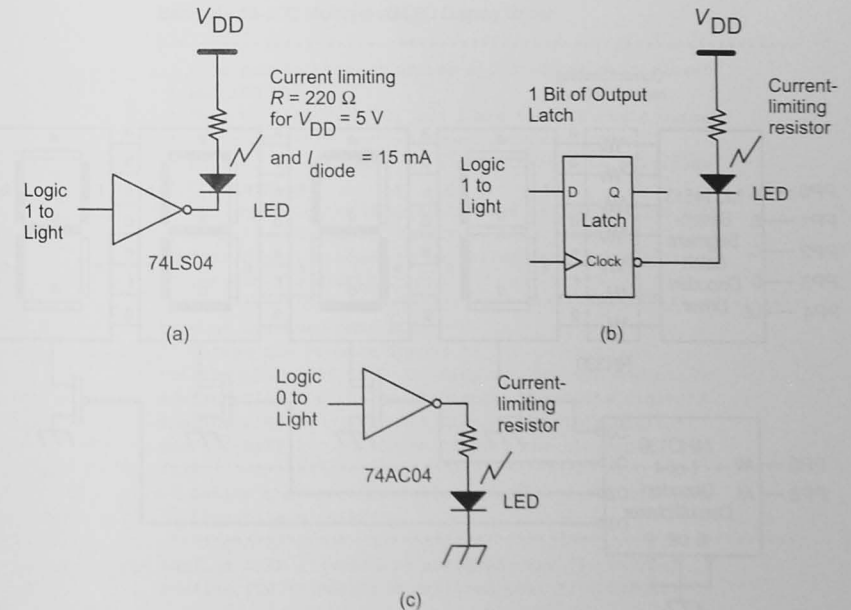 VDD
Current limiting
R = 220 Ω
for VDD = 5 V
and Idiode = 15 mA
Logic
1 to
Light
LED
74LS04
(a)
VDD
1 Bit of Output
Latch
Current-
limiting
resistor
Logic
1 to
Light
D Q
Latch
Clock
LED
(b)
Logic
0 to
Light
Current-
limiting
resistor
74AC04
LED
(c)